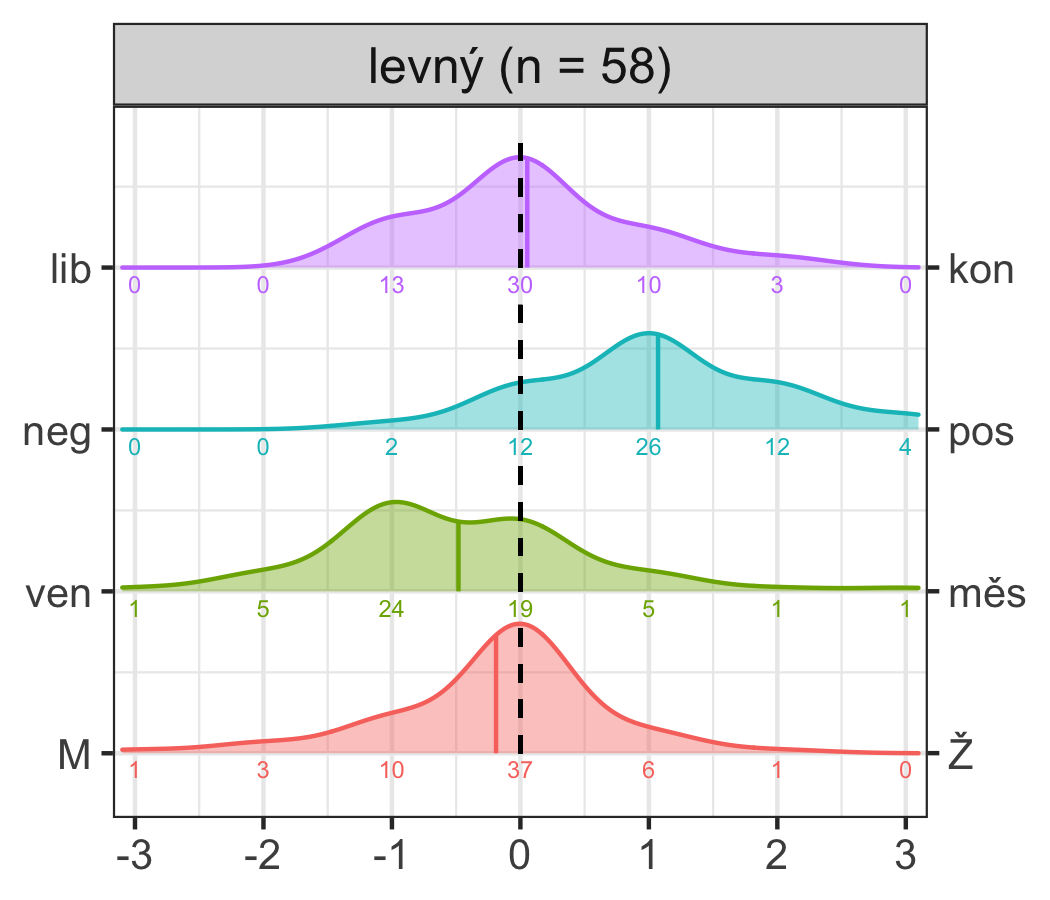 levný (n = 58)
lib kon
0 0 13 30 10 3 0
neg pos
0 0 2 12 26 12 4
ven měs
1 5 24 19 5 1 1
M Ž
1 3 10 37 6 1 0
-3 -2 -1 0 1 2 3